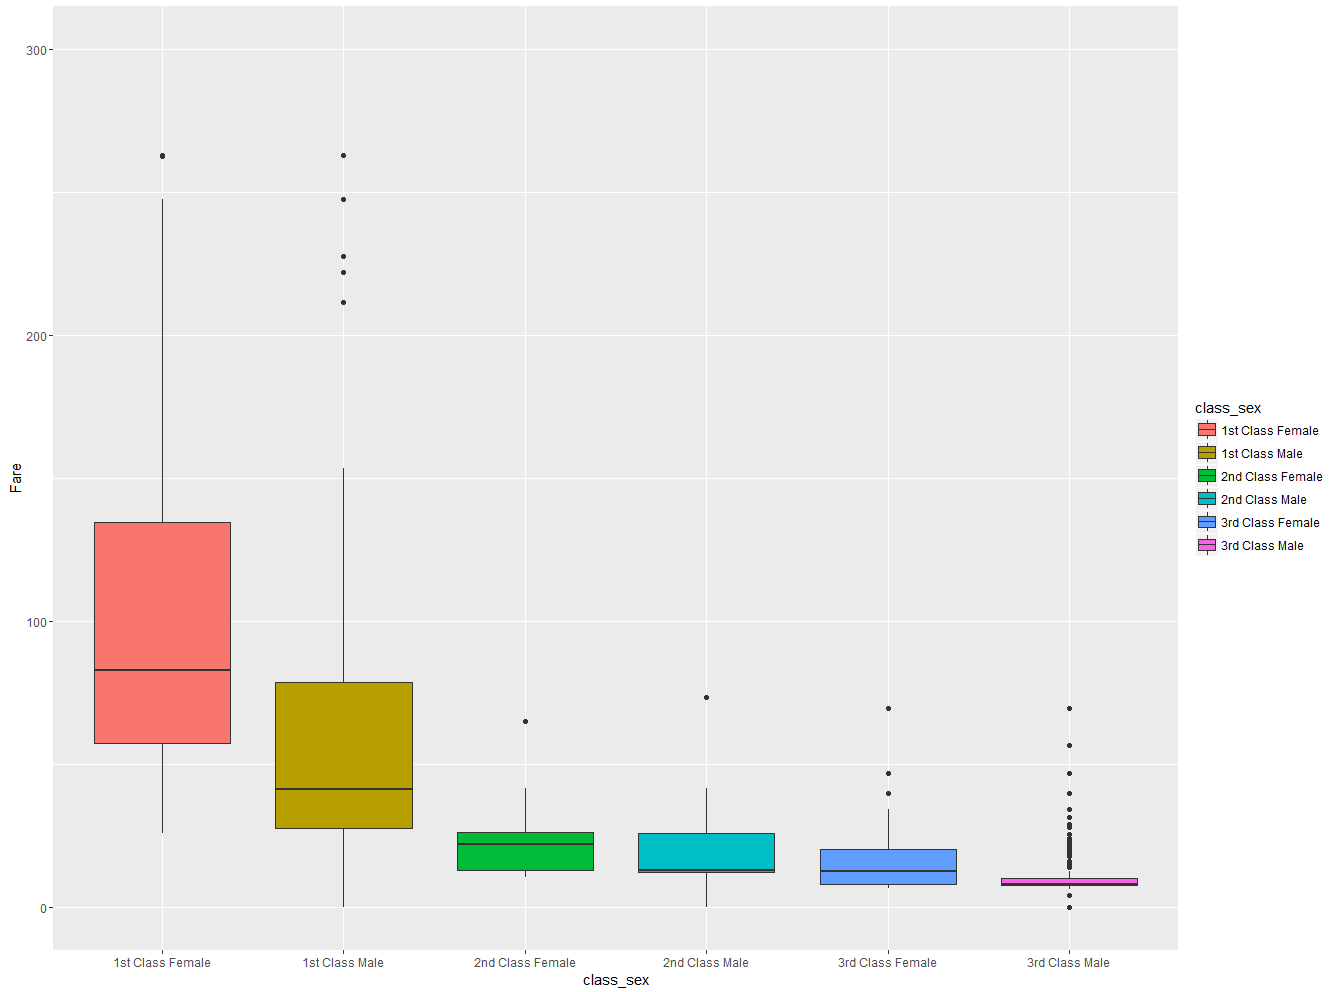 300
200
100
0
Fare
1st Class Female
1st Class Male
2nd Class Female
2nd Class Male
3rd Class Female
3rd Class Male
class_sex
class_sex
1st Class Female
1st Class Male
2nd Class Female
2nd Class Male
3rd Class Female
3rd Class Male